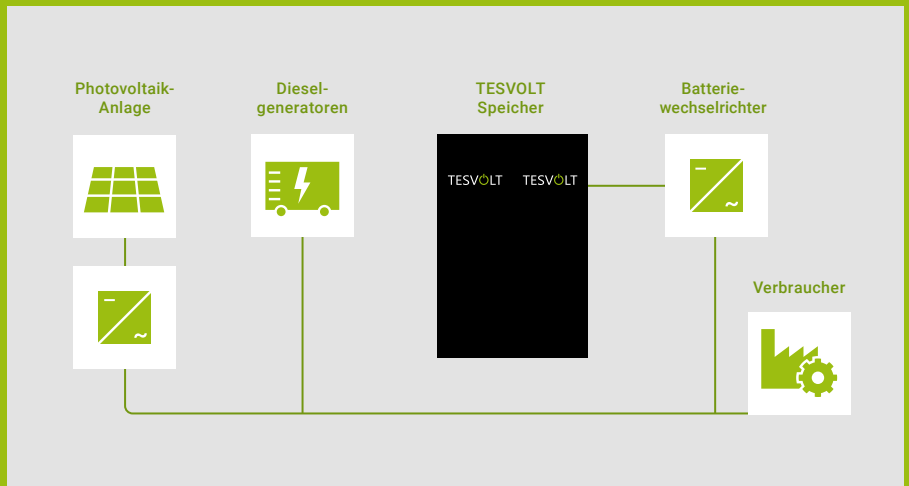 Photovoltaik-
Anlage
Diesel-
generatoren
TESVOLT
Speicher
Batterie-
wechselrichter
TESVOLT TESVOLT
Verbraucher